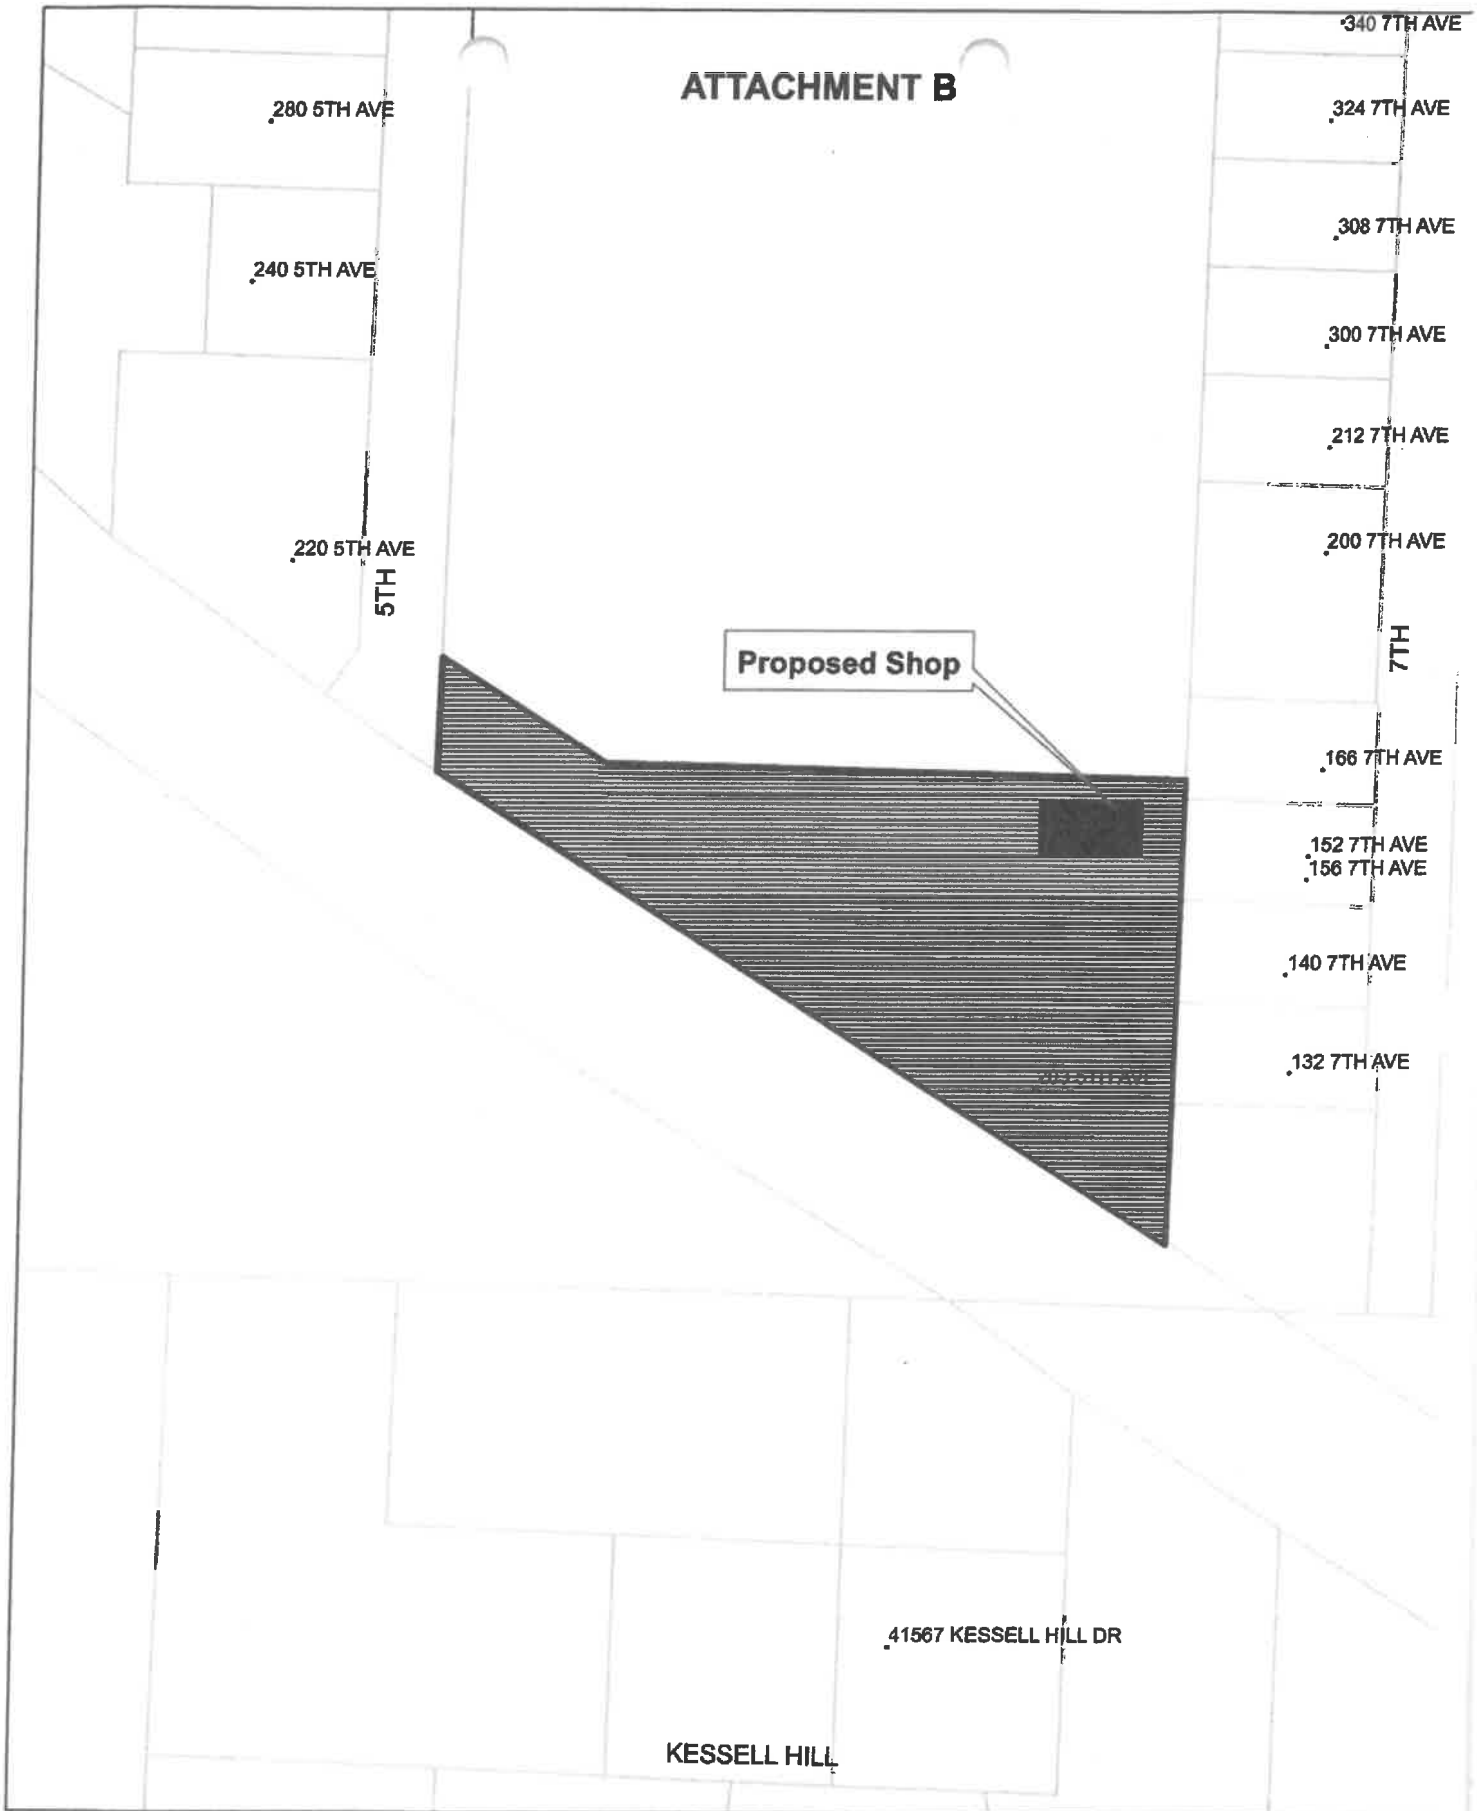 340 7TH AVE
ATTACHMENT B
280 5TH AVE
324 7TH AVE
308 7TH AVE
240 5TH AVE
300 7TH AVE
212 7TH AVE
220 5TH AVE
200 7TH AVE
5TH
7TH
Proposed Shop
166 7TH AVE
152 7TH AVE
156 7TH AVE
140 7TH AVE
132 7TH AVE
5TH AVE
41567 KESSELL HILL DR
KESSELL HILL